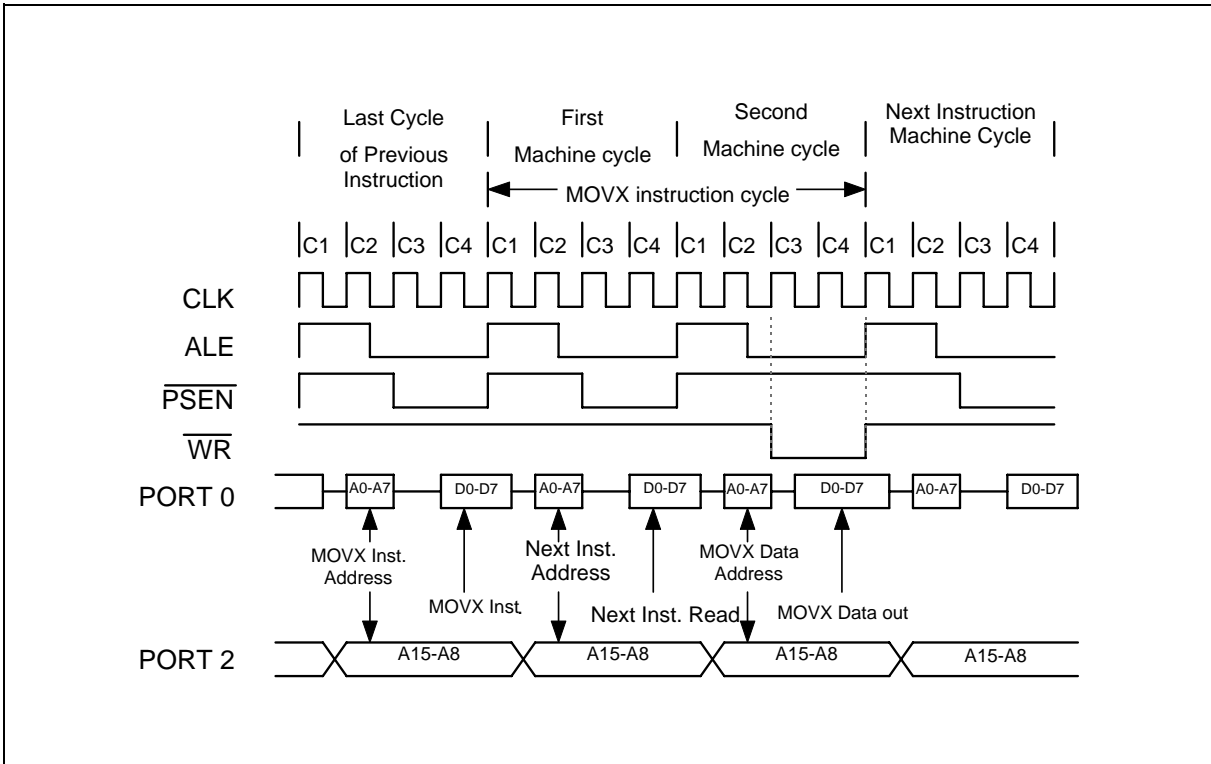 Last Cycle
of Previous
Instruction
First
Machine cycle
Second
Machine cycle
Next Instruction
Machine Cycle
MOVX instruction cycle
C1 C2 C3 C4 C1 C2 C3 C4 C1 C2 C3 C4 C1 C2 C3 C4
CLK
ALE
PSEN
WR
PORT 0
A0-A7 D0-D7 A0-A7 D0-D7 A0-A7 D0-D7 A0-A7 D0-D7
MOVX Inst.
Address
MOVX Inst.
Next Inst.
Address
Next Inst. Read
MOVX Data
Address
MOVX Data out
PORT 2
A15-A8 A15-A8 A15-A8 A15-A8